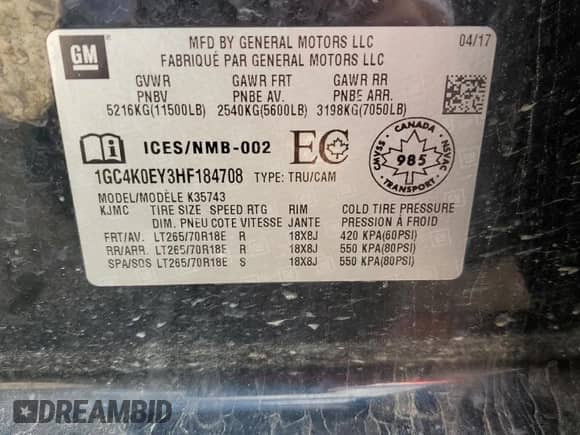 GM
MFD BY GENERAL MOTORS LLC 04/17
FABRIQUÉ PAR GENERAL MOTORS LLC
GVWR GAWR FRT GAWR RR
PNBV PNBE AV. PNBE ARR.
5216KG(11500LB) 2540KG(5600LB) 3198KG(7050LB)
i ICES/NMB-002 EC
CMVSS CANADA NSVAC
985
TRANSPORT
1GC4K0EY3HF184708 TYPE: TRU/CAM
MODEL/MODÈLE K35743
KJMC TIRE SIZE SPEED RTG RIM COLD TIRE PRESSURE
DIM. PNEU COTE VITESSE JANTE PRESSION À FROID
FRT/AV. LT265/70R18E R 18X8J 420 KPA(60PSI)
RR/ARR. LT265/70R18E R 18X8J 550 KPA(80PSI)
SPA/SOS LT265/70R18E S 18X8J 550 KPA(80PSI)
DREAMBID